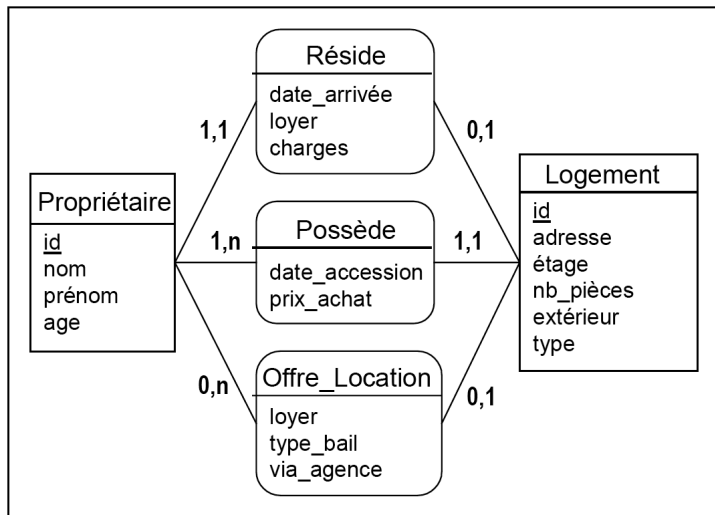 Réside
date_arrivée
loyer
charges
1,1
0,1
Propriétaire
id
nom
prénom
age
1,n
Possède
date_accession
prix_achat
1,1
Logement
id
adresse
étage
nb_pièces
extérieur
type
0,n
Offre_Location
loyer
type_bail
via_agence
0,1